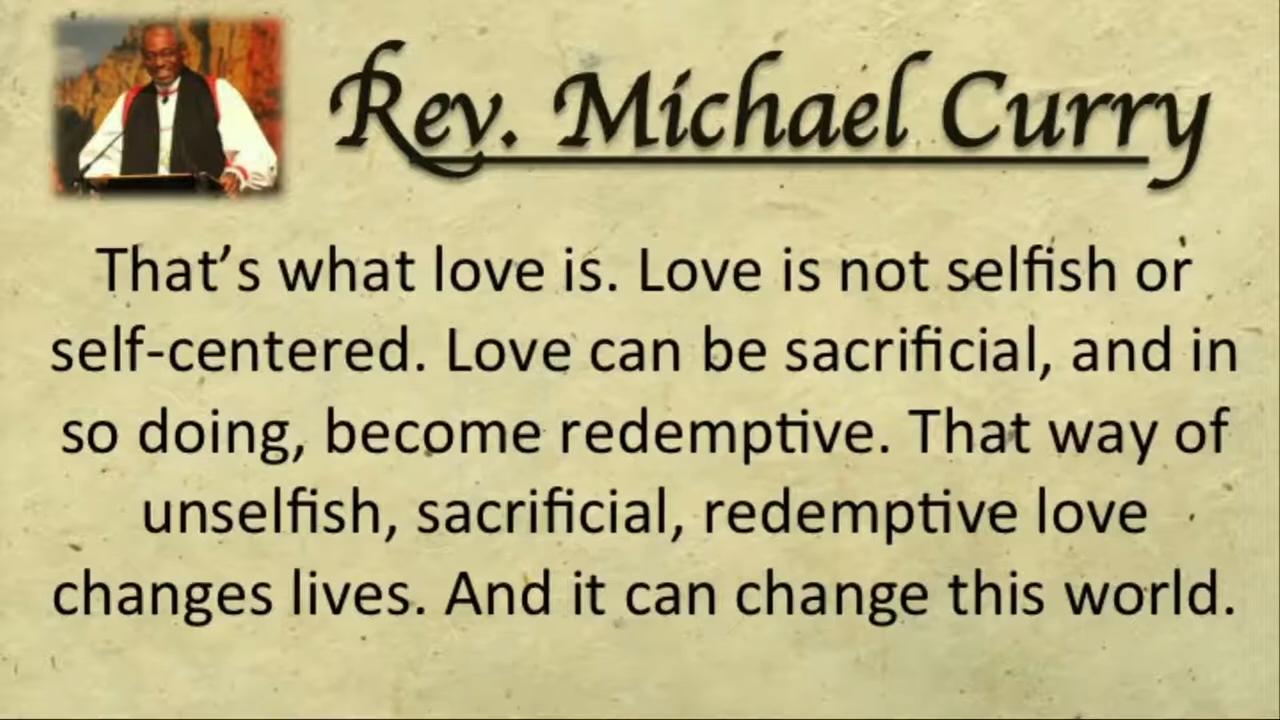 Rev. Michael Curry
That’s what love is. Love is not selfish or
self-centered. Love can be sacrificial, and in
so doing, become redemptive. That way of
unselfish, sacrificial, redemptive love
changes lives. And it can change this world.